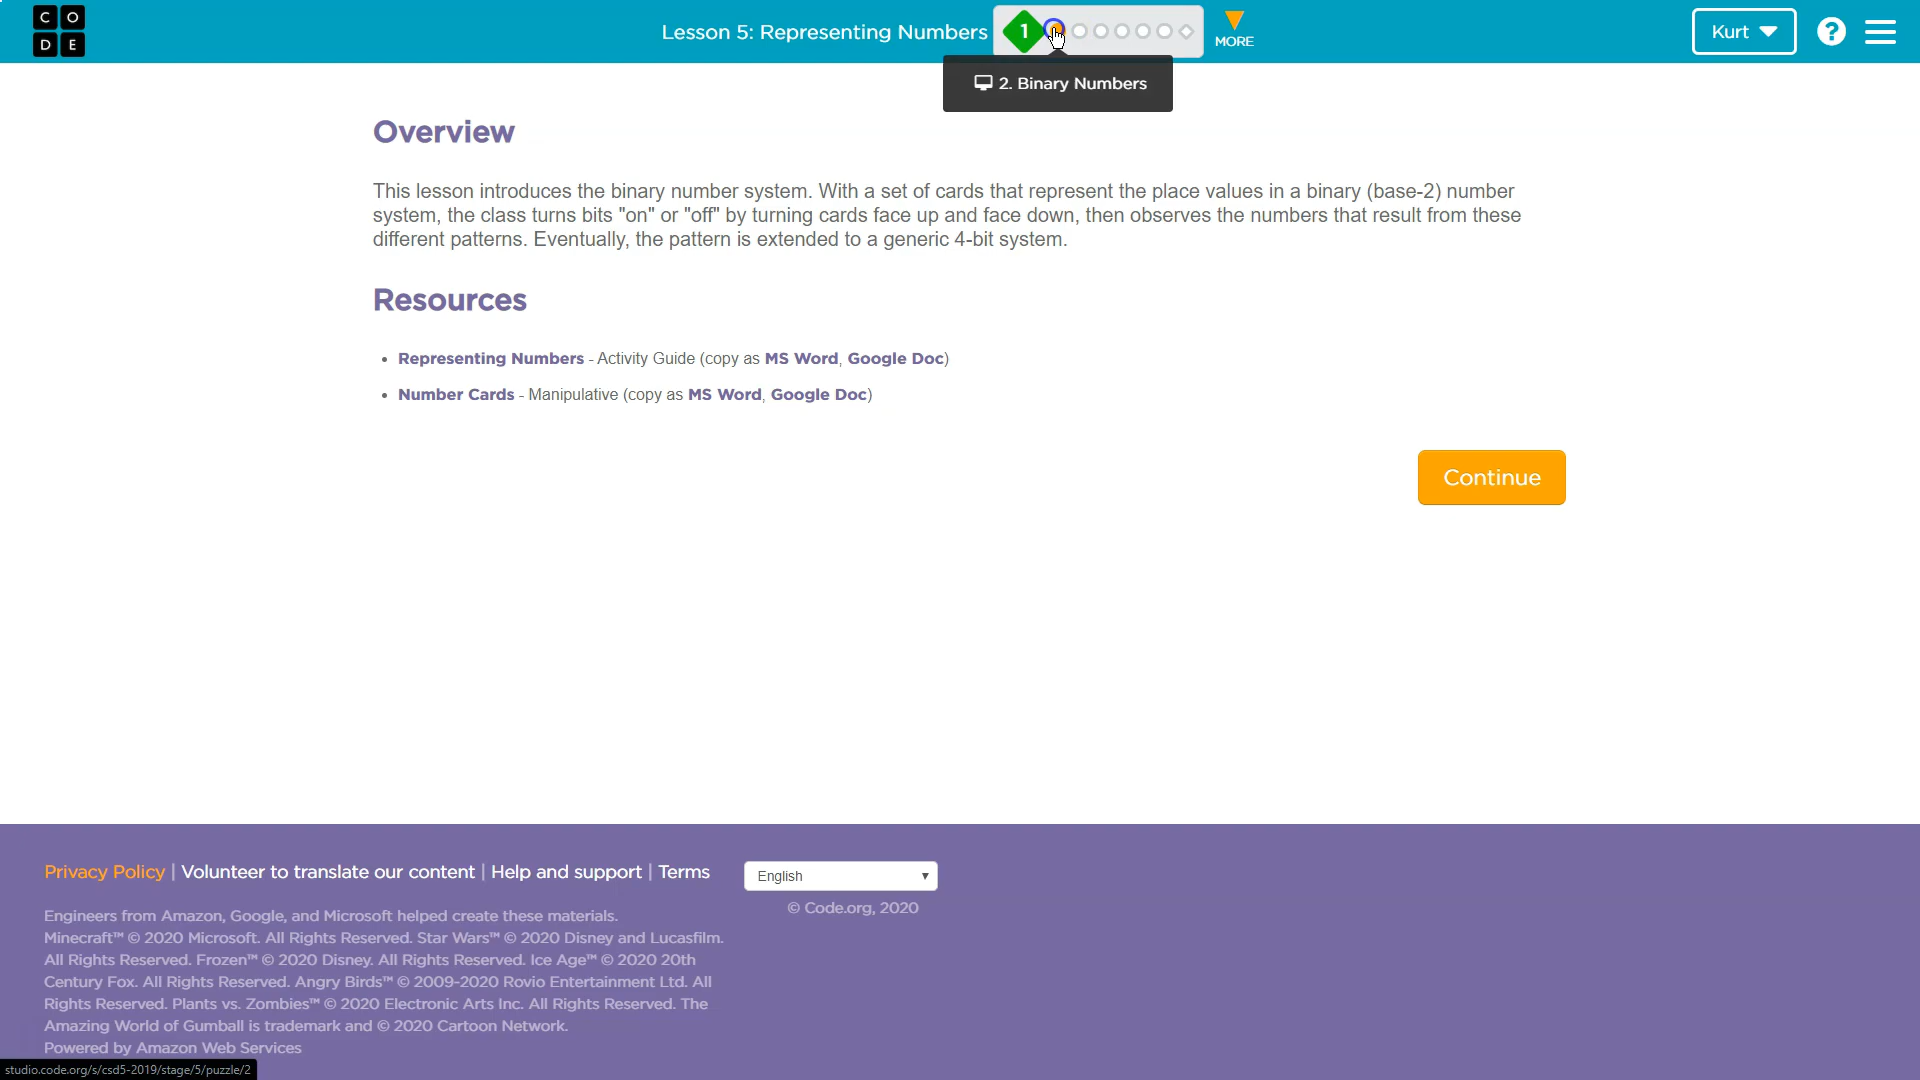 C O
D E
Lesson 5: Representing Numbers
1
MORE
Kurt
?
2. Binary Numbers
Overview
This lesson introduces the binary number system. With a set of cards that represent the place values in a binary (base-2) number
system, the class turns bits "on" or "off" by turning cards face up and face down, then observes the numbers that result from these
different patterns. Eventually, the pattern is extended to a generic 4-bit system.
Resources
• Representing Numbers - Activity Guide (copy as MS Word, Google Doc)
• Number Cards - Manipulative (copy as MS Word, Google Doc)
Continue
Privacy Policy | Volunteer to translate our content | Help and support | Terms
English
© Code.org, 2020
Engineers from Amazon, Google, and Microsoft helped create these materials.
Minecraft™ © 2020 Microsoft. All Rights Reserved. Star Wars™ © 2020 Disney and Lucasfilm.
All Rights Reserved. Frozen™ © 2020 Disney. All Rights Reserved. Ice Age™ © 2020 20th
Century Fox. All Rights Reserved. Angry Birds™ © 2009-2020 Rovio Entertainment Ltd. All
Rights Reserved. Plants vs. Zombies™ © 2020 Electronic Arts Inc. All Rights Reserved. The
Amazing World of Gumball is trademark and © 2020 Cartoon Network.
Powered by Amazon Web Services
studio.code.org/s/csd5-2019/stage/5/puzzle/2